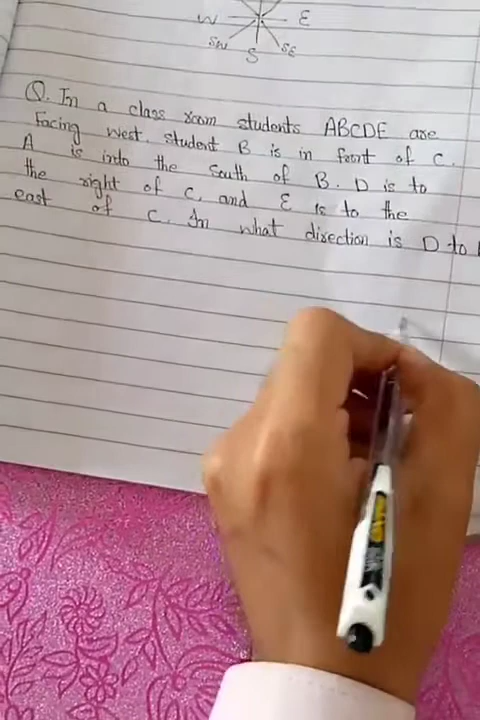 W E
SW S SE
Q. In a class room students ABCDE are
Facing west. student B is in front of C.
A is into the South of B. D is to
the right of C, and E is to the
east of C. In what direction is D to